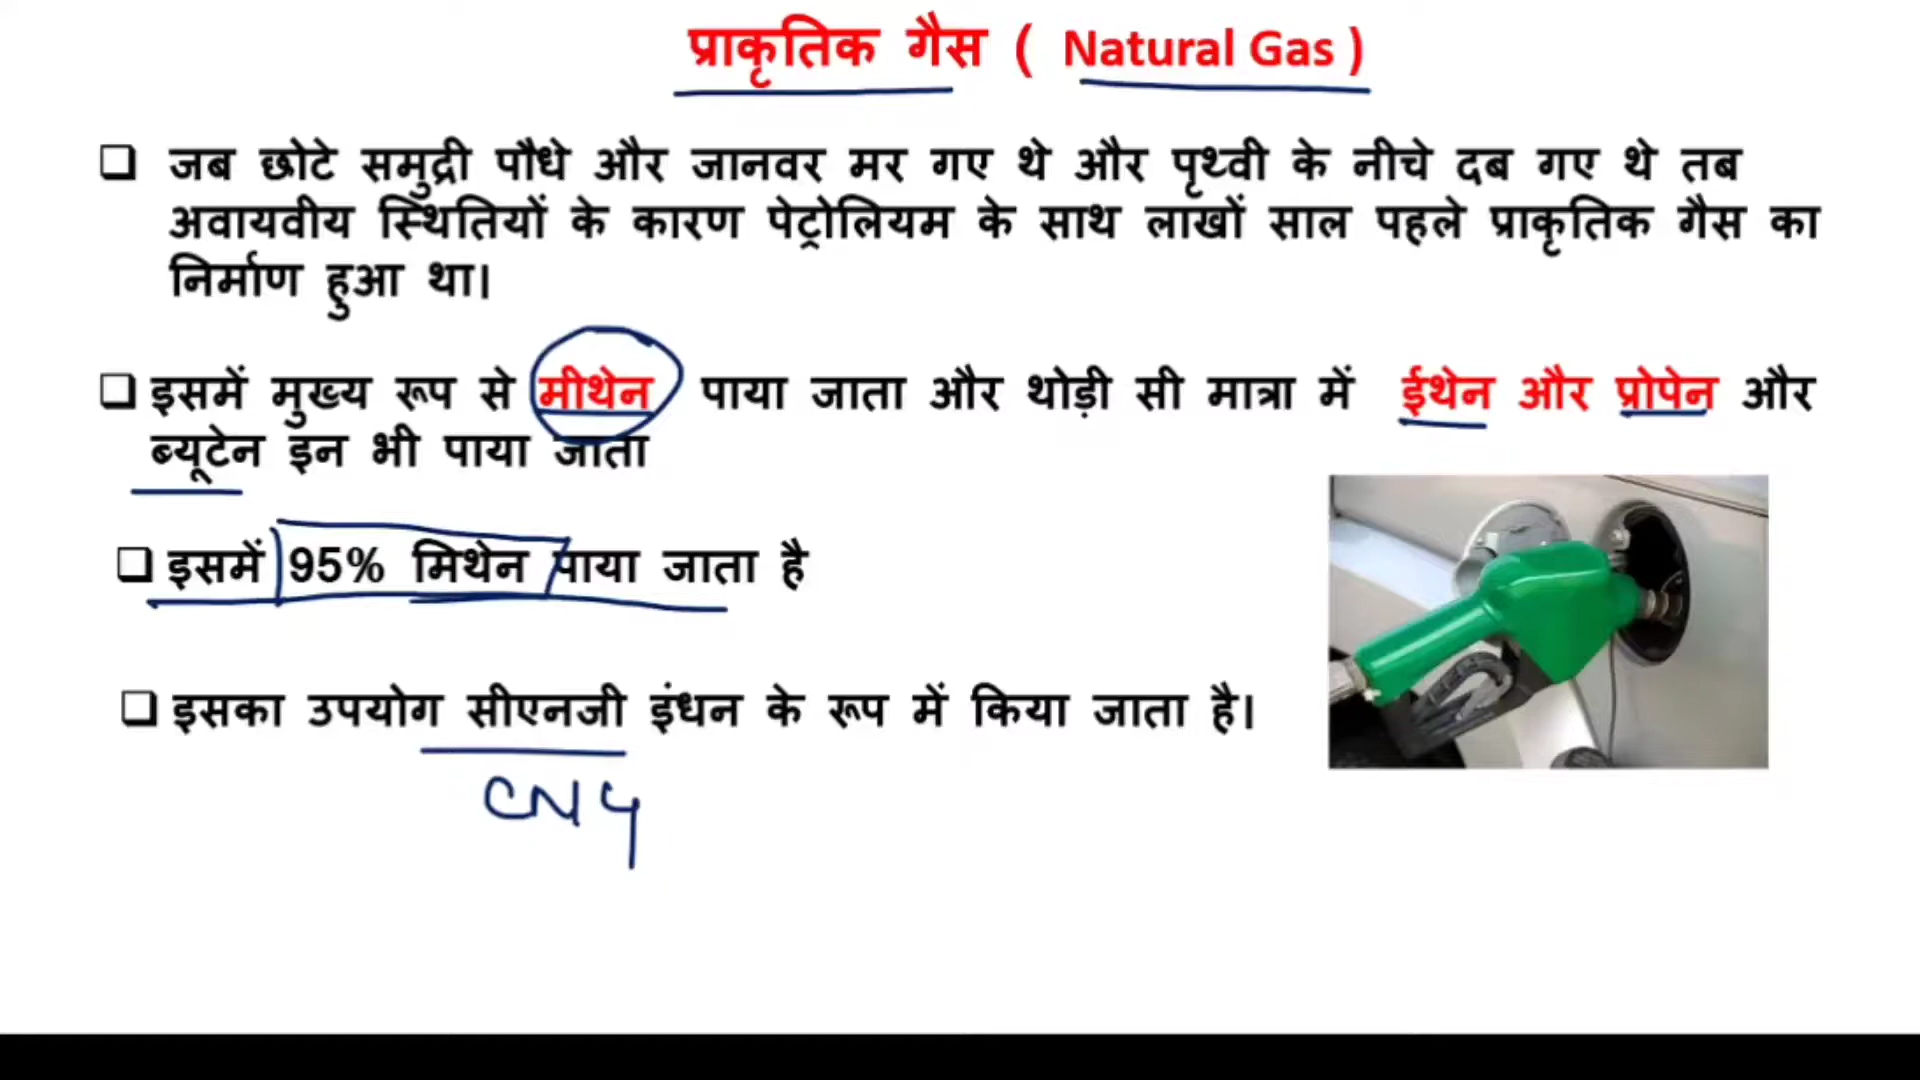 प्राकृतिक गैस ( Natural Gas )
❑ जब छोटे समुद्री पौधे और जानवर मर गए थे और पृथ्वी के नीचे दब गए थे तब
अवायवीय स्थितियों के कारण पेट्रोलियम के साथ लाखों साल पहले प्राकृतिक गैस का
निर्माण हुआ था।
❑ इसमें मुख्य रूप से मीथेन पाया जाता और थोड़ी सी मात्रा में ईथेन और प्रोपेन और
ब्यूटेन इन भी पाया जाता
❑ इसमें 95% मिथेन पाया जाता है
❑ इसका उपयोग सीएनजी इंधन के रूप में किया जाता है।
CNG